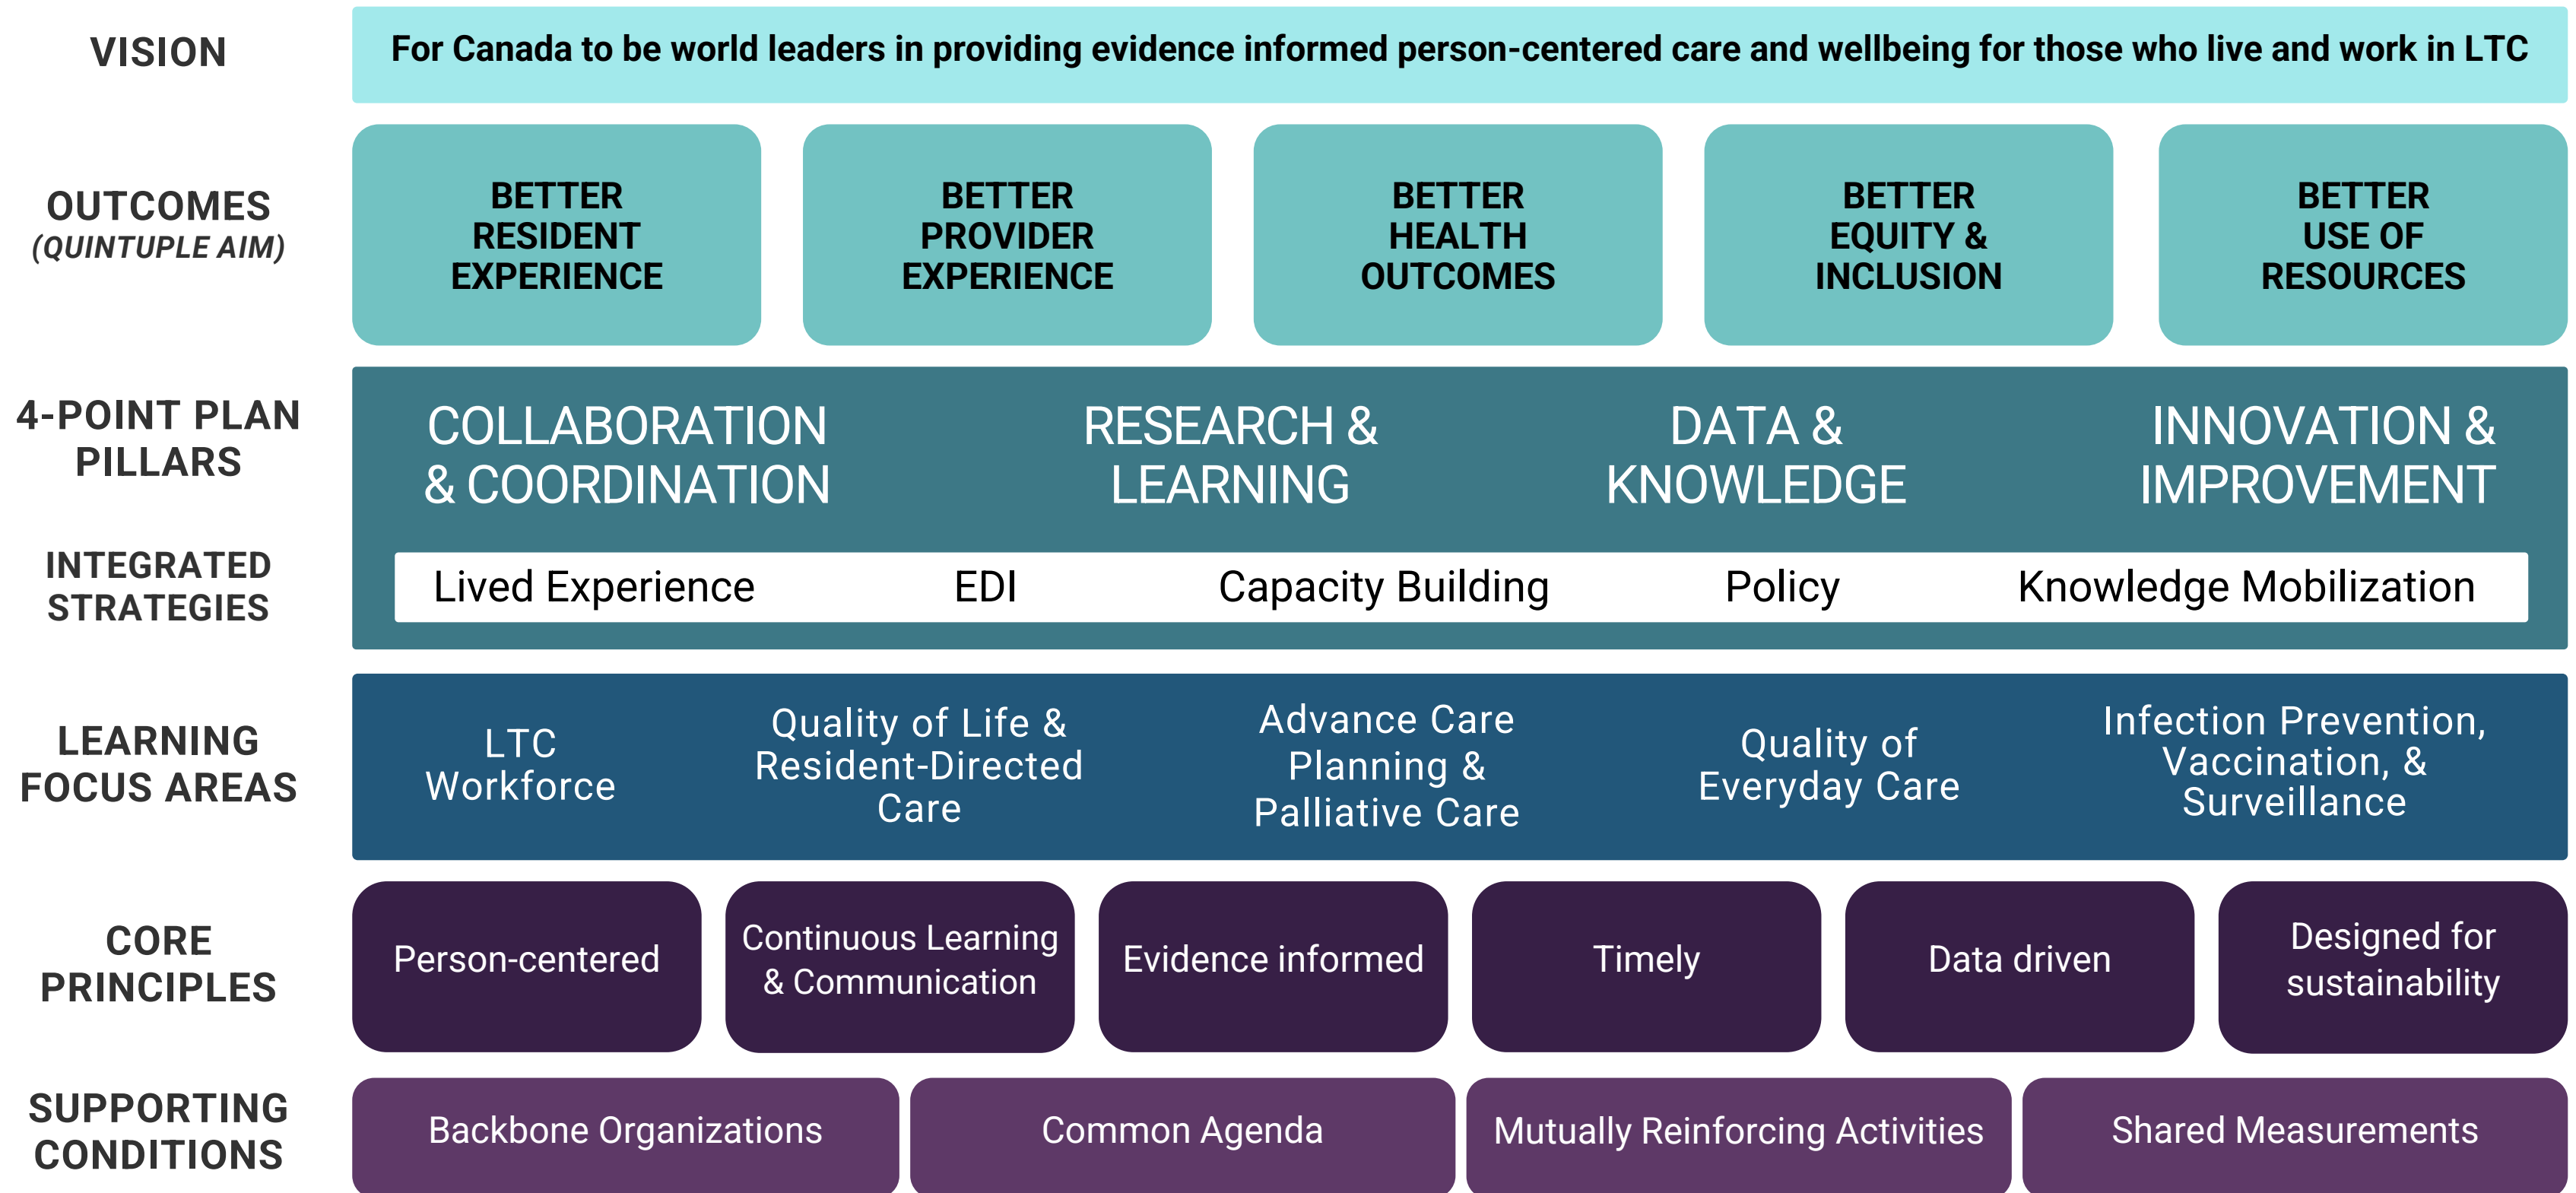 VISION
For Canada to be world leaders in providing evidence informed person-centered care and wellbeing for those who live and work in LTC
OUTCOMES
(QUINTUPLE AIM)
BETTER
RESIDENT
EXPERIENCE
BETTER
PROVIDER
EXPERIENCE
BETTER
HEALTH
OUTCOMES
BETTER
EQUITY &
INCLUSION
BETTER
USE OF
RESOURCES
4-POINT PLAN
PILLARS
COLLABORATION
& COORDINATION
RESEARCH &
LEARNING
DATA &
KNOWLEDGE
INNOVATION &
IMPROVEMENT
INTEGRATED
STRATEGIES
Lived Experience
EDI
Capacity Building
Policy
Knowledge Mobilization
LEARNING
FOCUS AREAS
LTC
Workforce
Quality of Life &
Resident-Directed
Care
Advance Care
Planning &
Palliative Care
Quality of
Everyday Care
Infection Prevention,
Vaccination, &
Surveillance
CORE
PRINCIPLES
Person-centered
Continuous Learning
& Communication
Evidence informed
Timely
Data driven
Designed for
sustainability
SUPPORTING
CONDITIONS
Backbone Organizations
Common Agenda
Mutually Reinforcing Activities
Shared Measurements